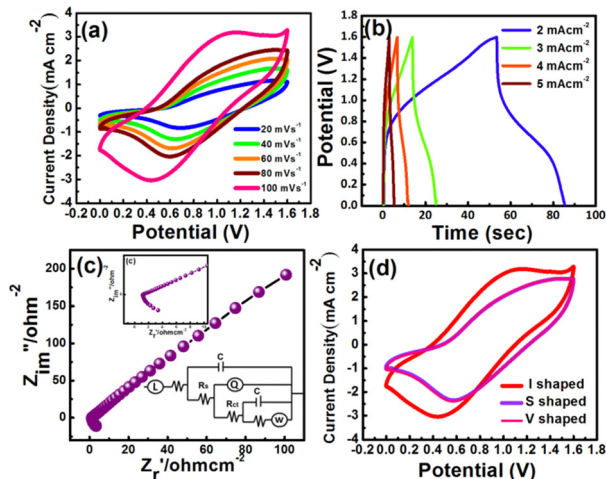 (a)
Current Density(mA cm-2)
4
3
2
1
0
-1
-2
-3
-4
20 mVs-1
40 mVs-1
60 mVs-1
80 mVs-1
100 mVs-1
-0.2 0.0 0.2 0.4 0.6 0.8 1.0 1.2 1.4 1.6 1.8
Potential (V)
(b)
Potential (V)
1.8
1.6
1.4
1.2
1.0
0.8
0.6
0.4
0.2
0.0
2 mAcm-2
3 mAcm-2
4 mAcm-2
5 mAcm-2
0 20 40 60 80 100
Time (sec)
(c)
Zim"/ohm-2
200
150
100
50
0
(c)
L
Rs
C
Q
Rct
C
W
0 20 40 60 80 100
Zr'/ohmcm-2
(d)
Current Density(mA cm-2)
4
3
2
1
0
-1
-2
-3
-4
I shaped
S shaped
V shaped
-0.2 0.0 0.2 0.4 0.6 0.8 1.0 1.2 1.4 1.6 1.8
Potential (V)